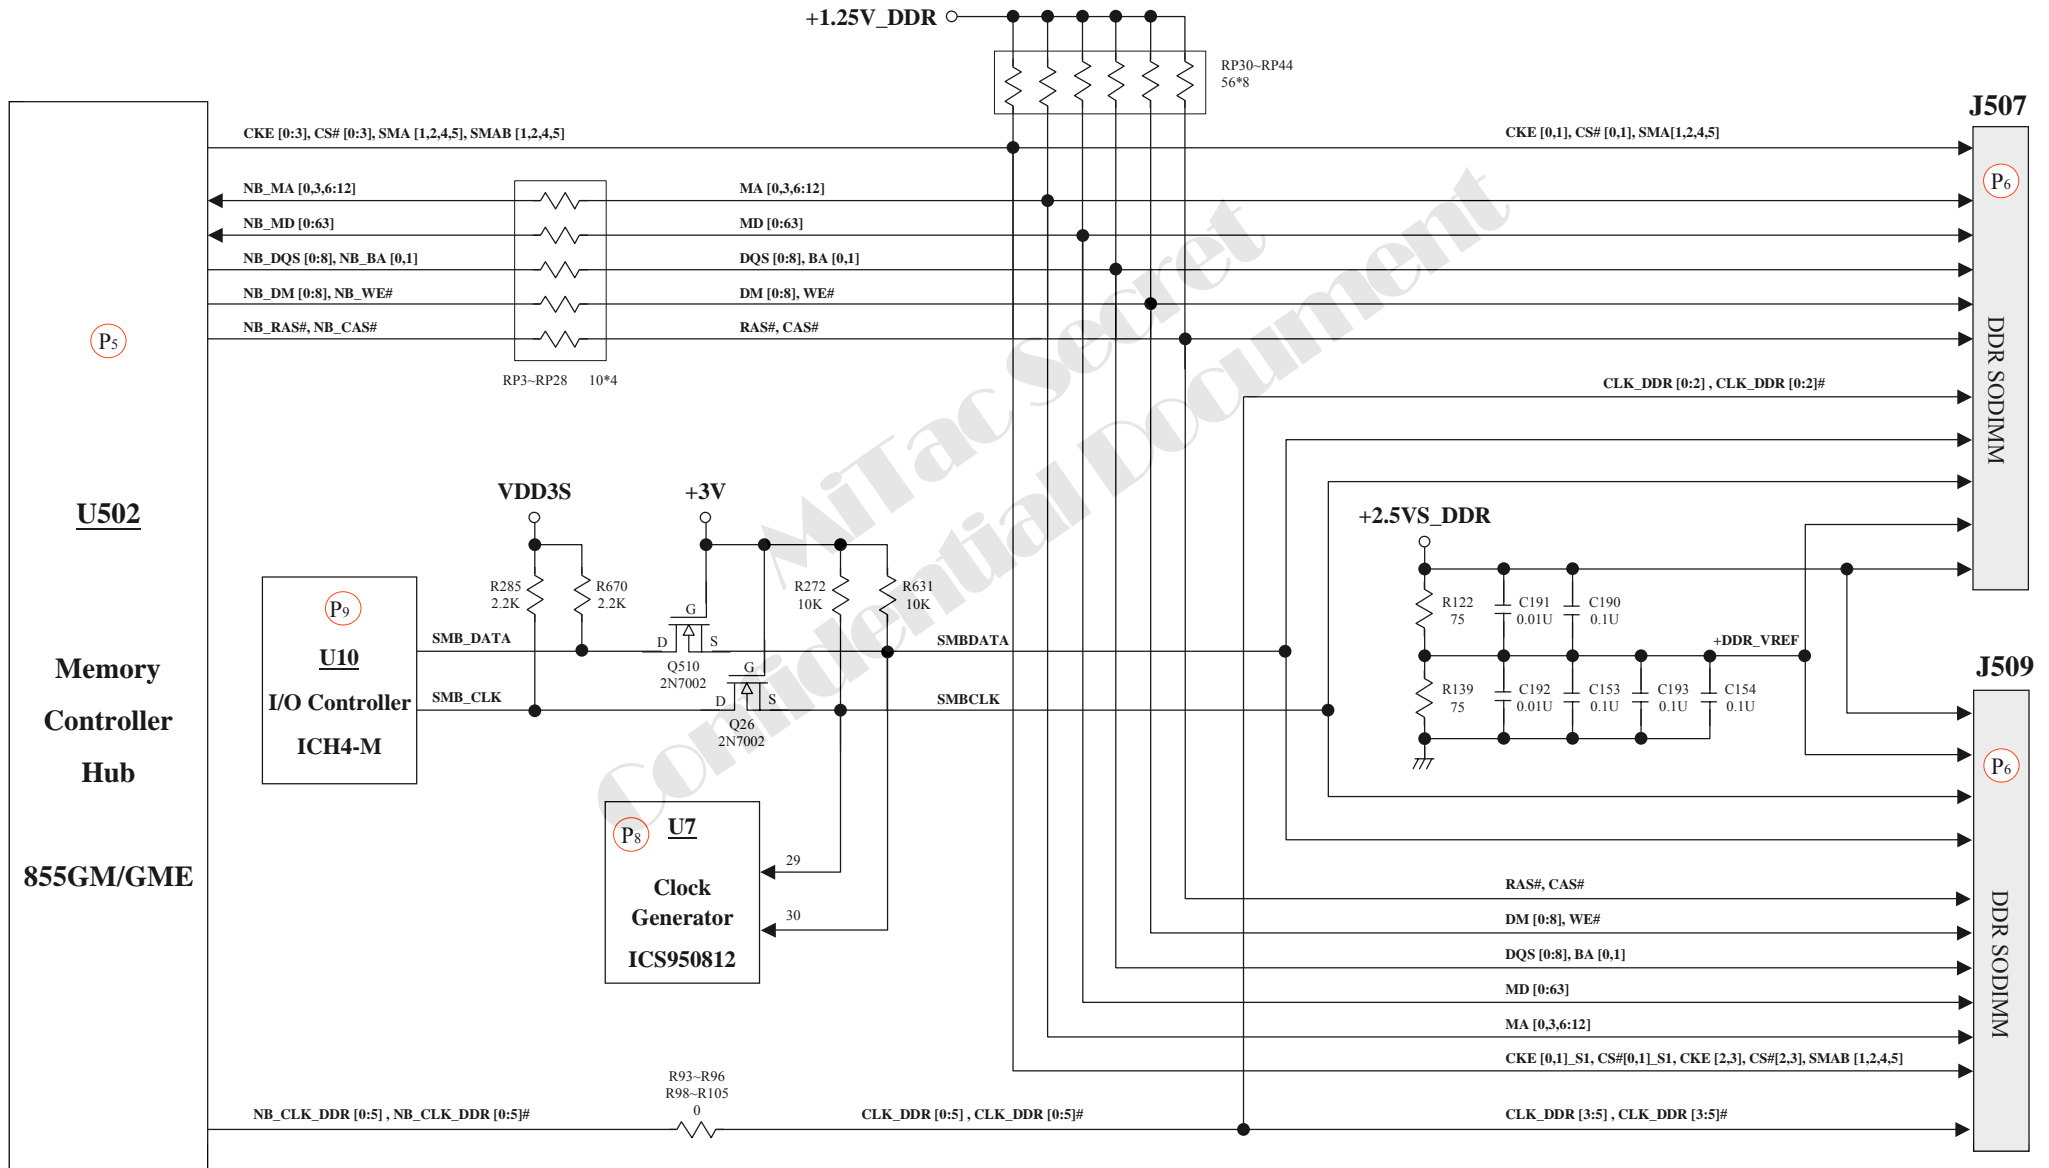 +1.25V_DDR
RP30~RP44
56*8
J507
CKE [0:3], CS# [0:3], SMA [1,2,4,5], SMAB [1,2,4,5]
CKE [0,1], CS# [0,1], SMA[1,2,4,5]
P6
NB_MA [0,3,6:12]
MA [0,3,6:12]
NB_MD [0:63]
MD [0:63]
NB_DQS [0:8], NB_BA [0,1]
DQS [0:8], BA [0,1]
NB_DM [0:8], NB_WE#
DM [0:8], WE#
NB_RAS#, NB_CAS#
RAS#, CAS#
P5
RP3~RP28 10*4
CLK_DDR [0:2] , CLK_DDR [0:2]#
DDR SODIMM
MiTac Secret
Confidential Document
U502
Memory
Controller
Hub
855GM/GME
VDD3S
+3V
+2.5VS_DDR
R285
2.2K
R670
2.2K
R272
10K
R631
10K
P9
U10
I/O Controller
ICH4-M
SMB_DATA
SMB_CLK
G
D
S
Q510
2N7002
G
D
S
Q26
2N7002
SMBDATA
SMBCLK
R122
75
C191
0.01U
C190
0.1U
+DDR_VREF
R139
75
C192
0.01U
C153
0.1U
C193
0.1U
C154
0.1U
J509
P6
P8
U7
Clock
Generator
ICS950812
29
30
RAS#, CAS#
DM [0:8], WE#
DQS [0:8], BA [0,1]
MD [0:63]
MA [0,3,6:12]
CKE [0,1]_S1, CS#[0,1]_S1, CKE [2,3], CS#[2,3], SMAB [1,2,4,5]
DDR SODIMM
R93~R96
R98~R105
0
NB_CLK_DDR [0:5] , NB_CLK_DDR [0:5]#
CLK_DDR [0:5] , CLK_DDR [0:5]#
CLK_DDR [3:5] , CLK_DDR [3:5]#